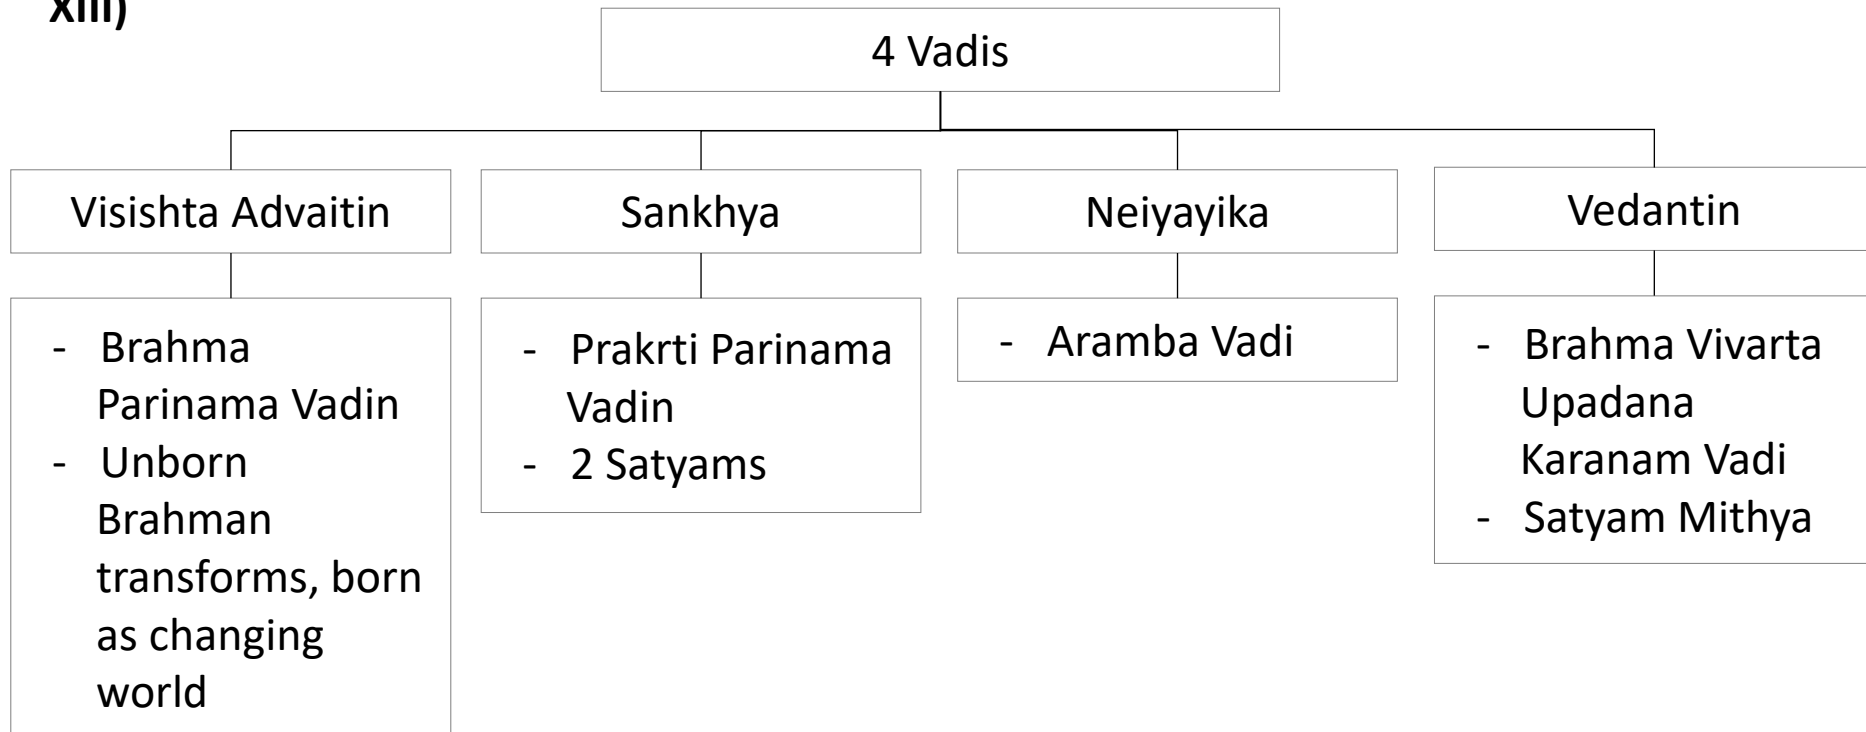 XIII)
4 Vadis
Visishta Advaitin
- Brahma
Parinama Vadin
- Unborn
Brahman
transforms, born
as changing
world
Sankhya
- Prakrti Parinama
Vadin
- 2 Satyams
Neiyayika
- Aramba Vadi
Vedantin
- Brahma Vivarta
Upadana
Karanam Vadi
- Satyam Mithya